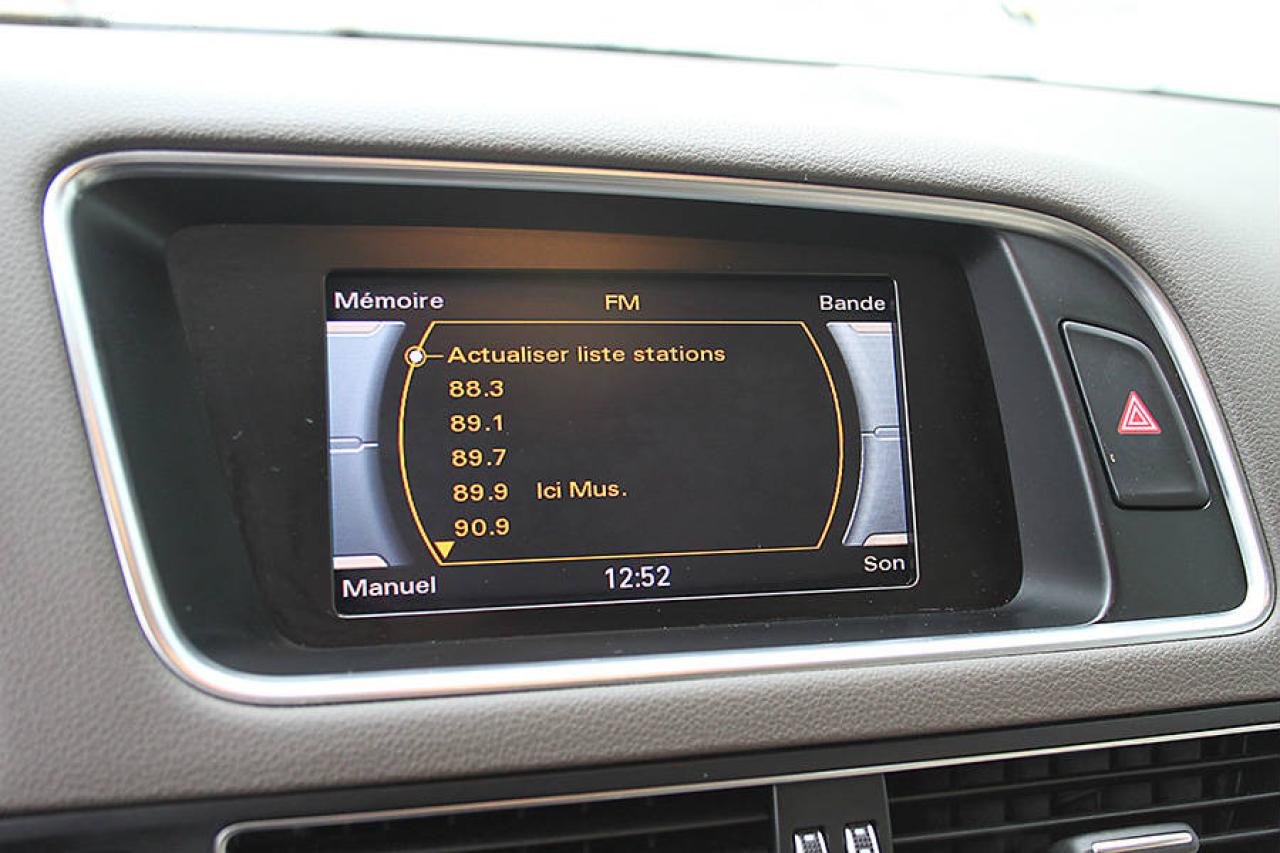 Mémoire FM Bande
Actualiser liste stations
88.3
89.1
89.7
89.9 Ici Mus.
90.9
Manuel 12:52 Son